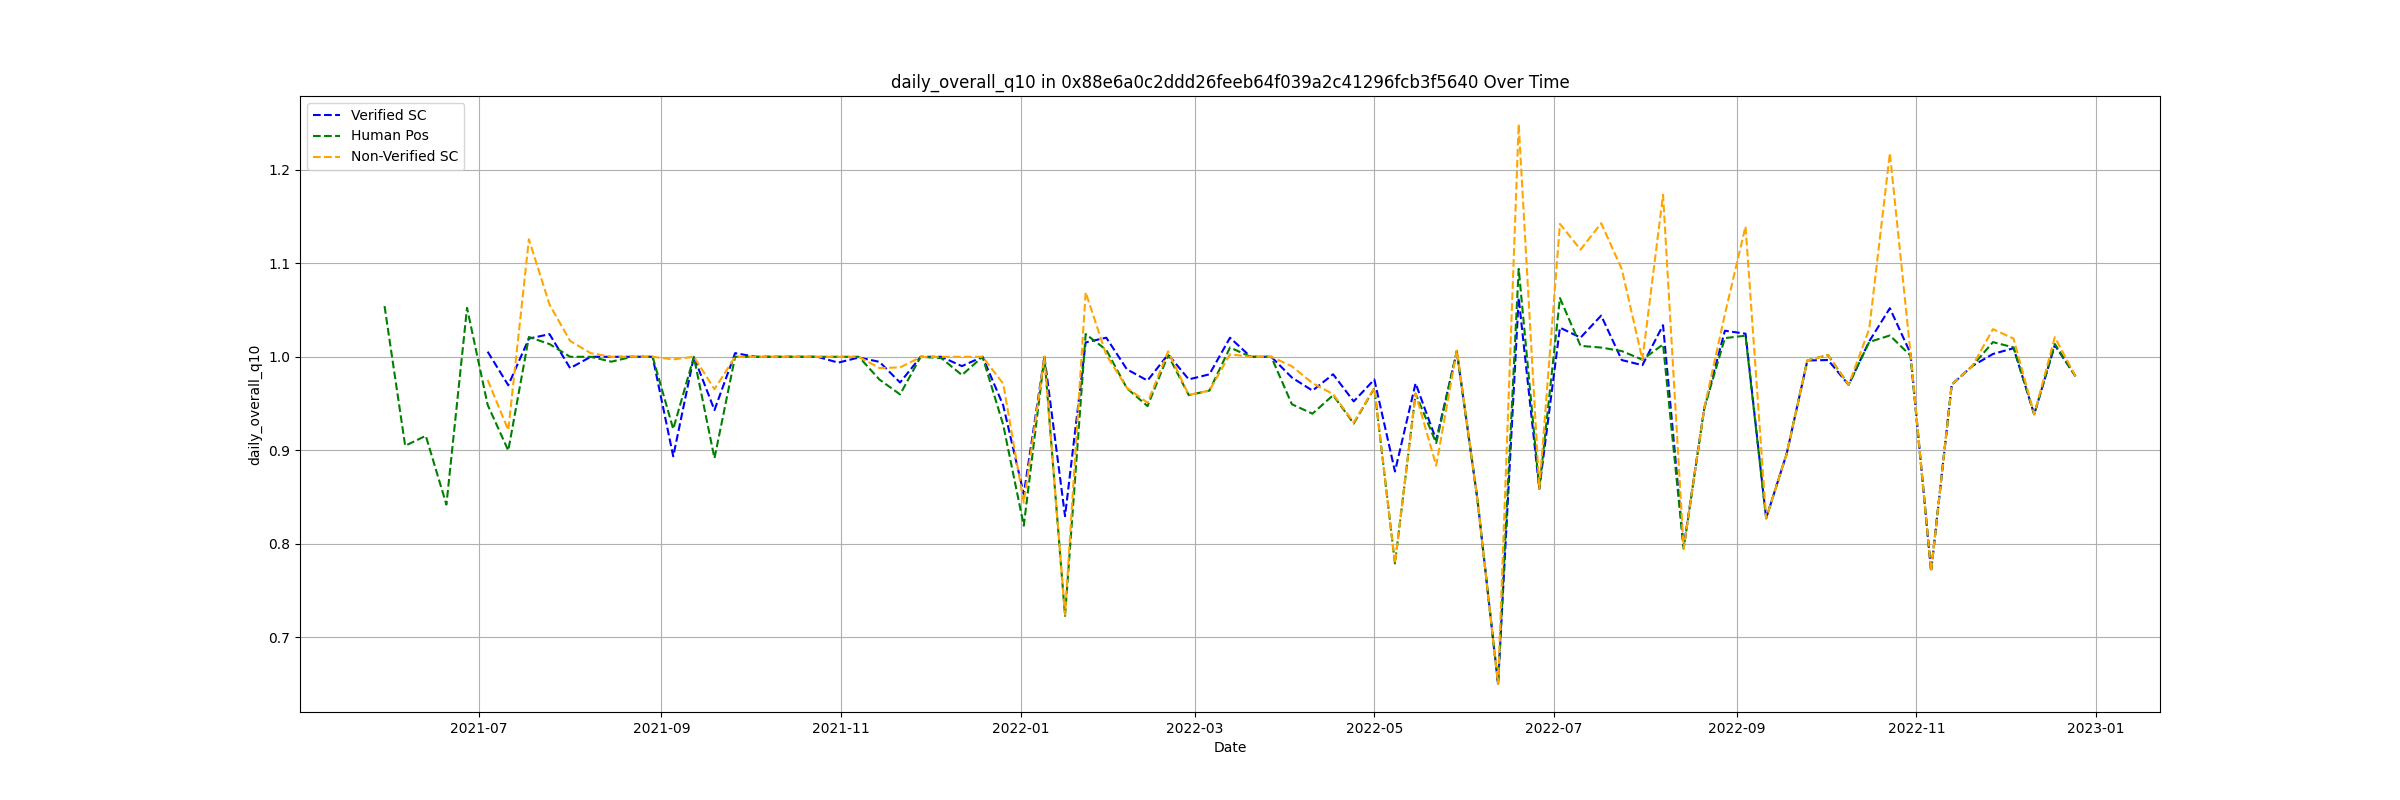 daily_overall_q10 in 0x88e6a0c2ddd26feeb64f039a2c41296fcb3f5640 Over Time
Verified SC
Human Pos
Non-Verified SC
daily_overall_q10
1.2
1.1
1.0
0.9
0.8
0.7
2021-07
2021-09
2021-11
2022-01
2022-03
2022-05
2022-07
2022-09
2022-11
2023-01
Date